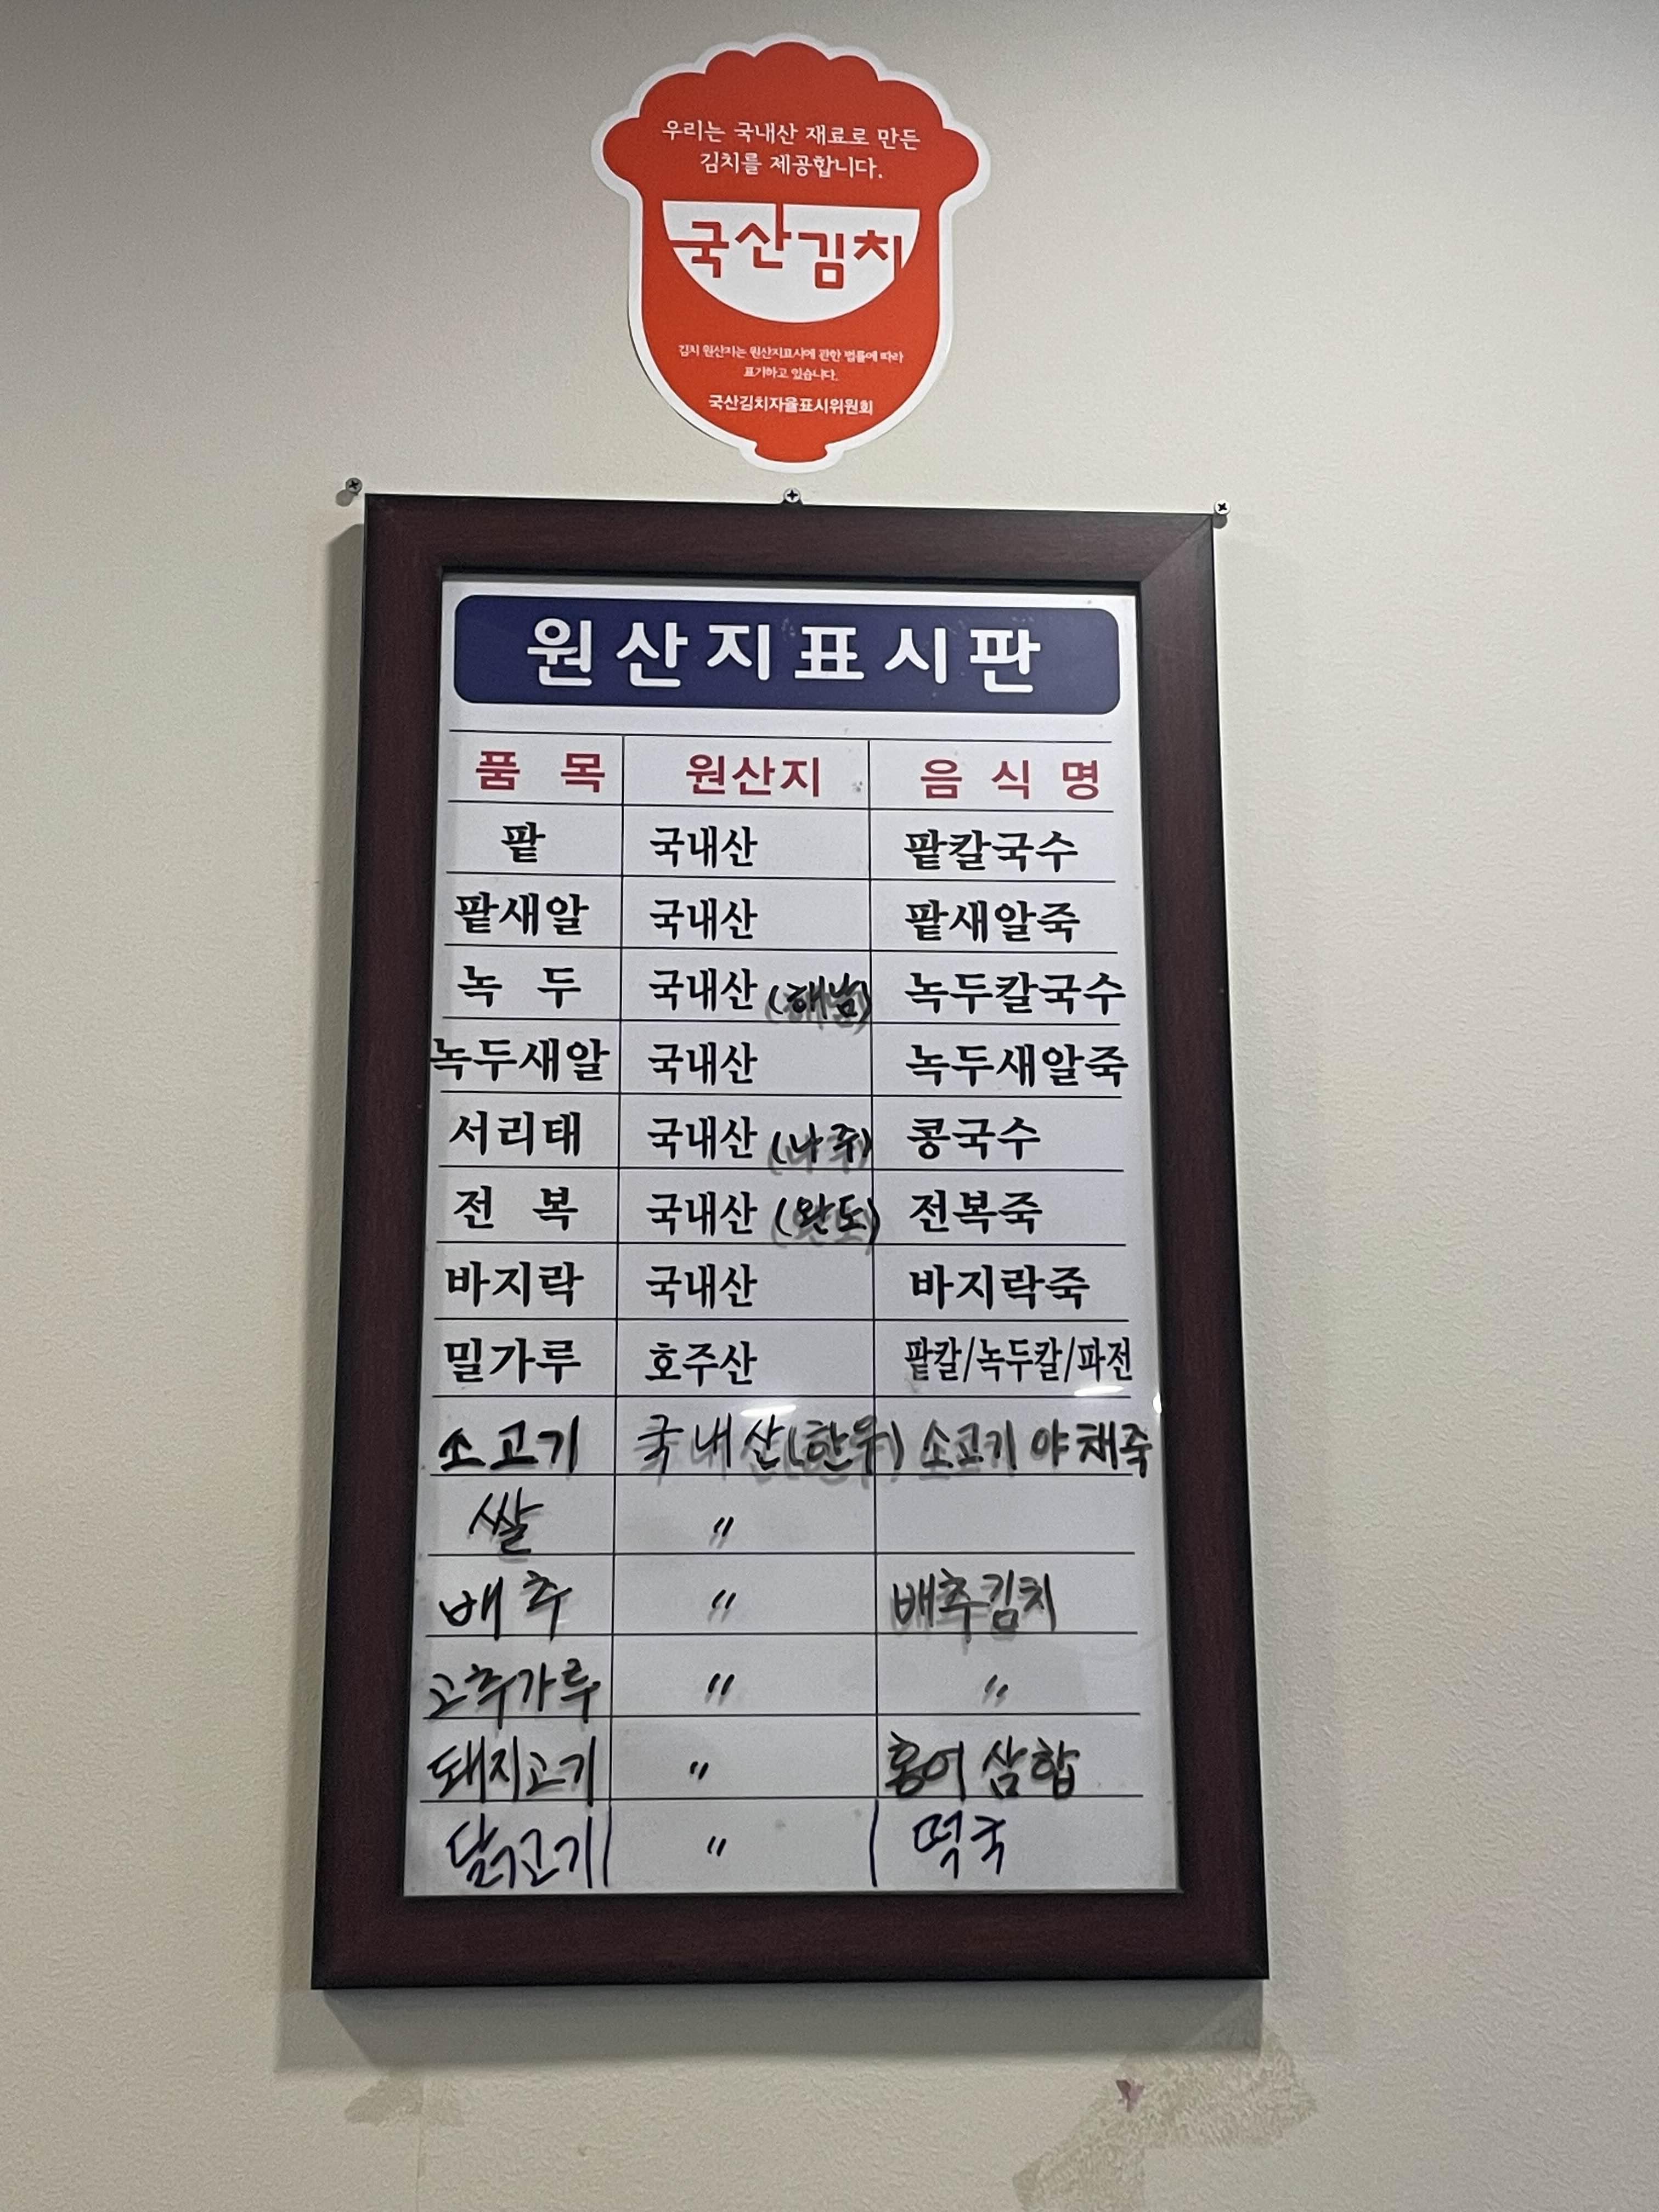 우리는 국내산 재료로 만든
김치를 제공합니다.
국산김치
김치 원산지는 원산지표시에 관한 법률에 따라
표기하고 있습니다.
국산김치자율표시위원회
원산지표시판
품 목 원산지 음 식 명
팥 국내산 팥칼국수
팥새알 국내산 팥새알죽
녹 두 국내산 (해남) 녹두칼국수
녹두새알 국내산 녹두새알죽
서리태 국내산 (나주) 콩국수
전 복 국내산 (완도) 전복죽
바지락 국내산 바지락죽
밀가루 호주산 팥칼/녹두칼/파전
소고기 국내산(한우) 소고기 야채죽
쌀 〃
배추 〃 배추김치
고추가루 〃 〃
돼지고기 〃 홍어 삼합
닭고기 〃 떡국